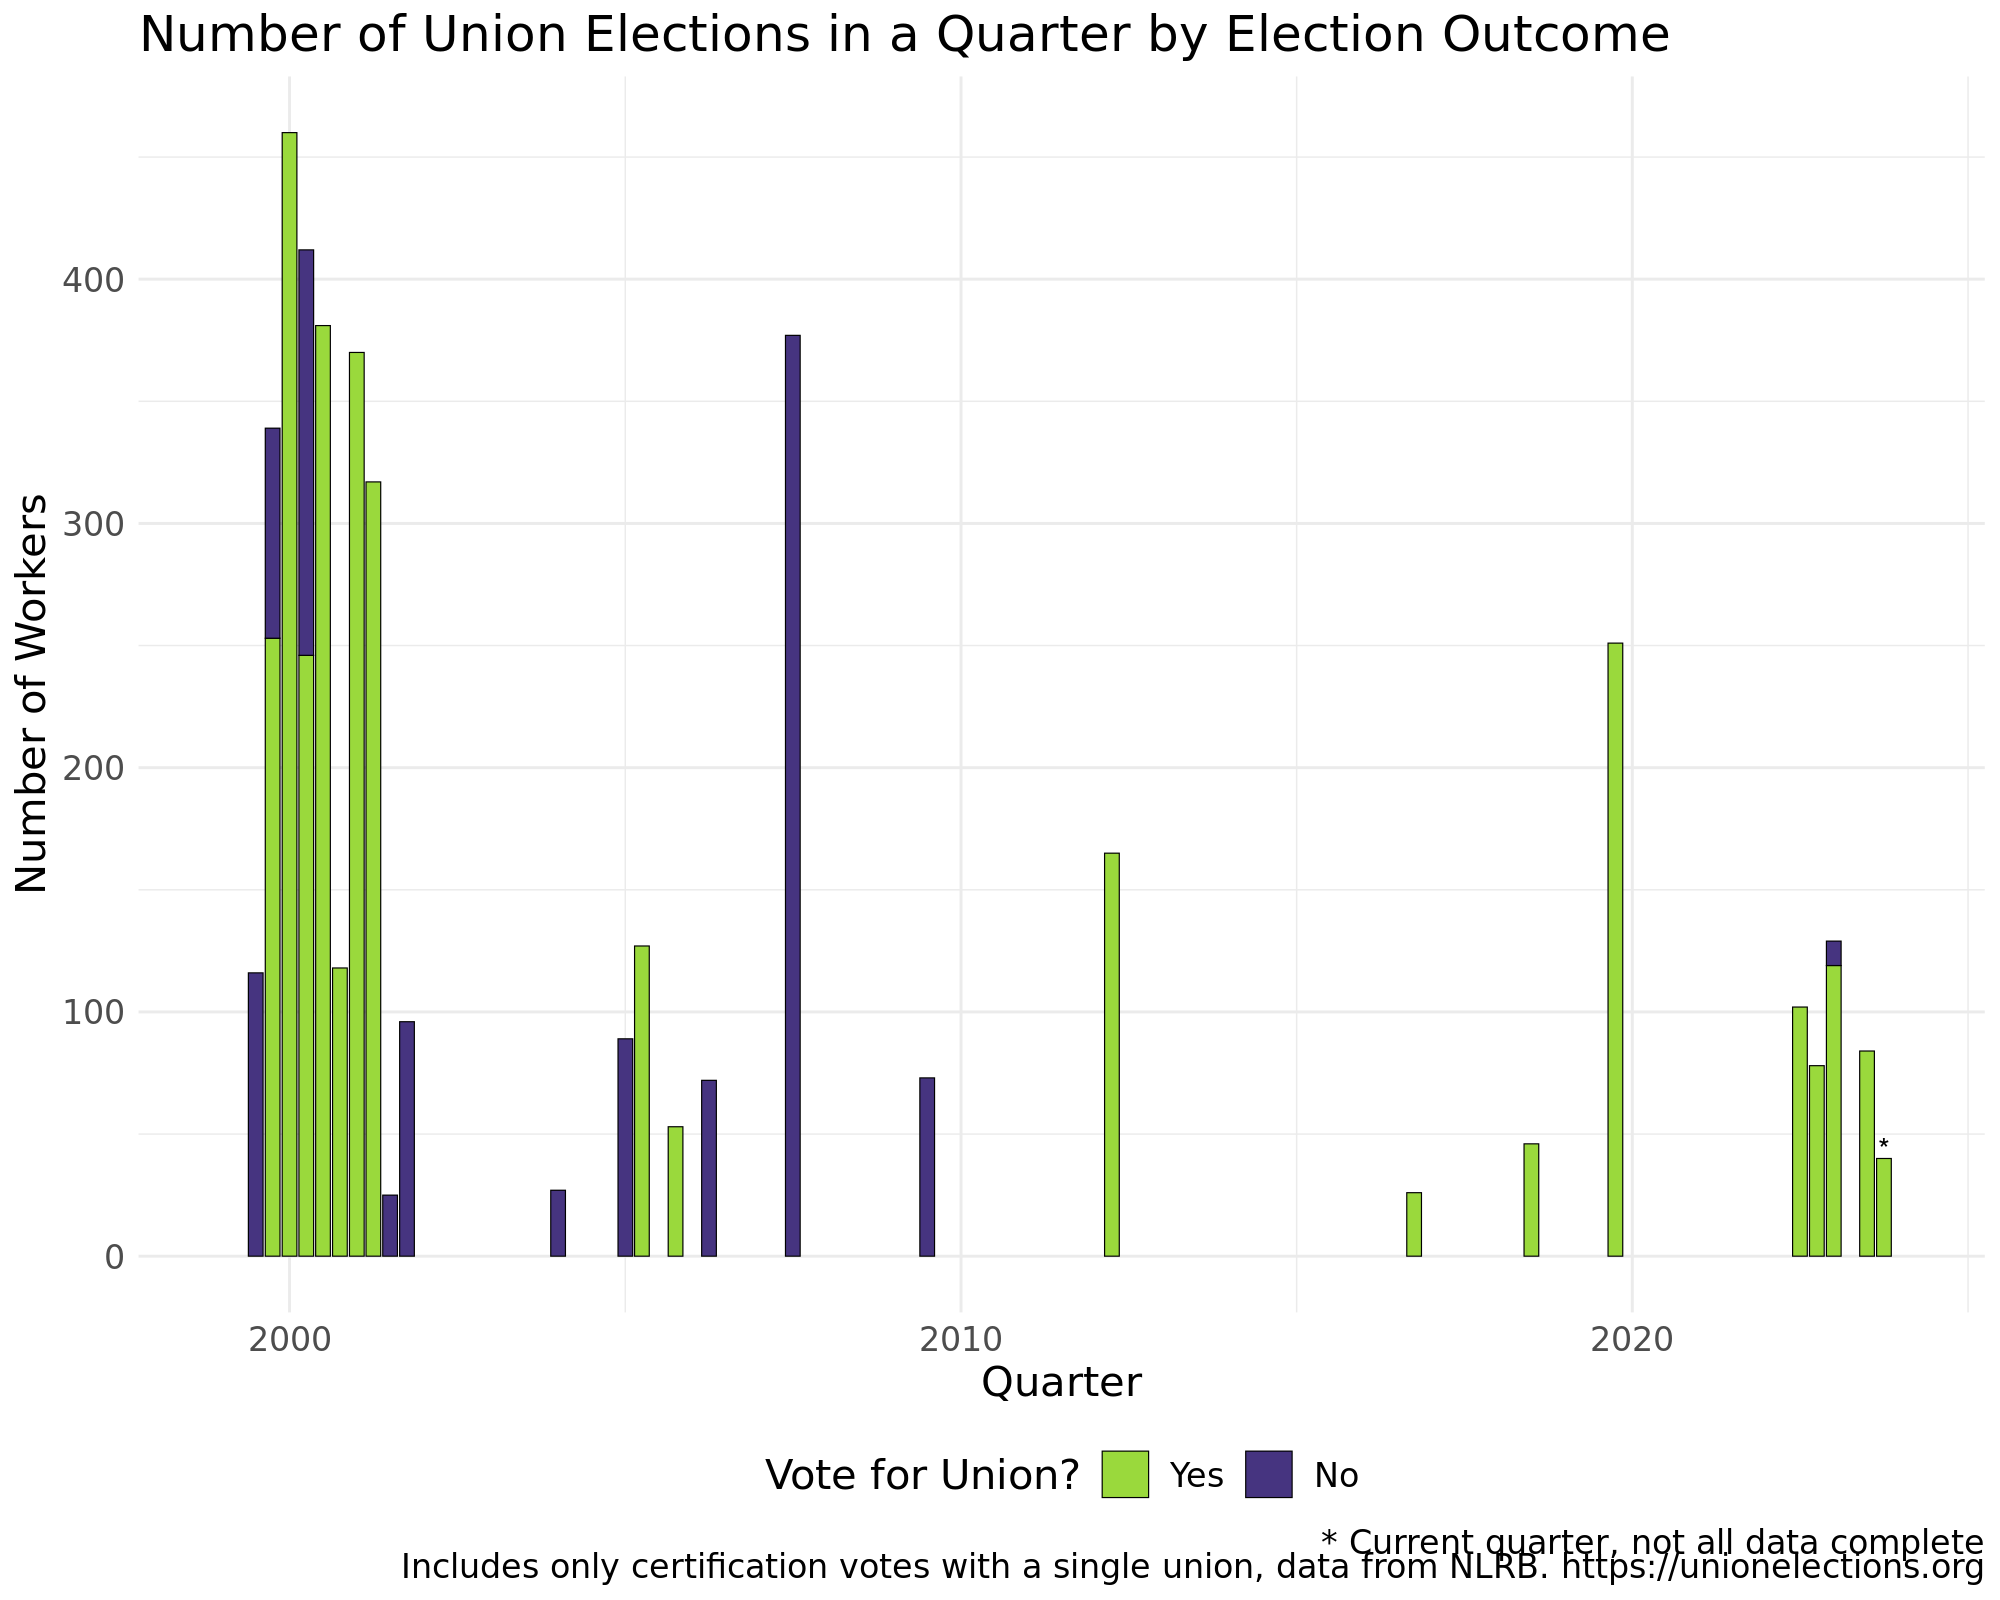 Number of Union Elections in a Quarter by Election Outcome
Number of Workers
400
300
200
100
0
*
2000 2010 2020
Quarter
Vote for Union? Yes No
* Current quarter, not all data complete
Includes only certification votes with a single union, data from NLRB. https://unionelections.org